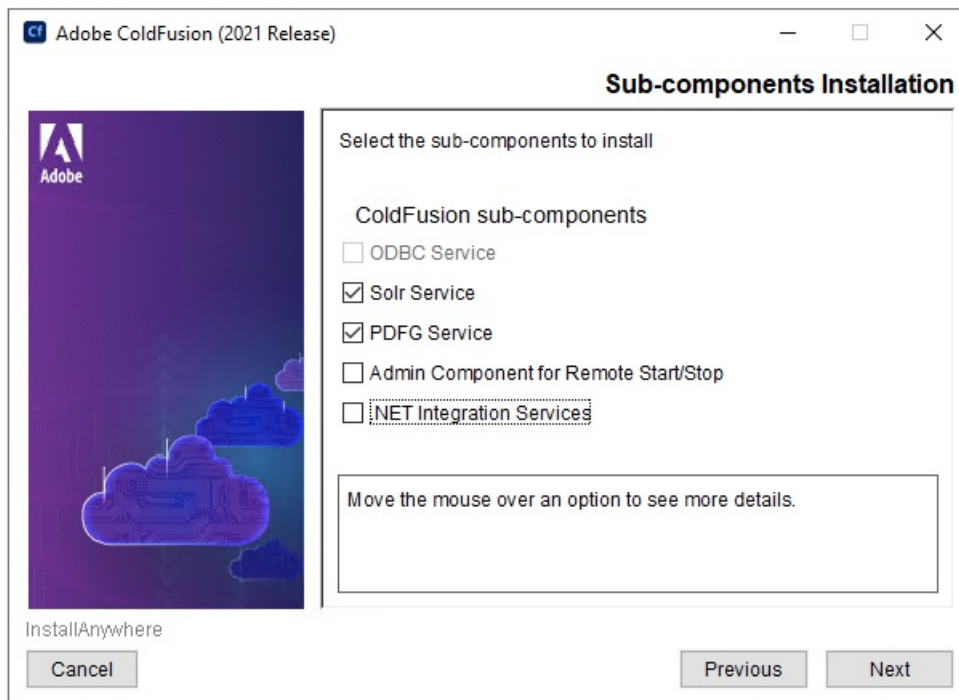 Cf Adobe ColdFusion (2021 Release)
Sub-components Installation
Adobe
Select the sub-components to install
ColdFusion sub-components
ODBC Service
Solr Service
PDFG Service
Admin Component for Remote Start/Stop
.NET Integration Services
Move the mouse over an option to see more details.
InstallAnywhere
Cancel
Previous
Next